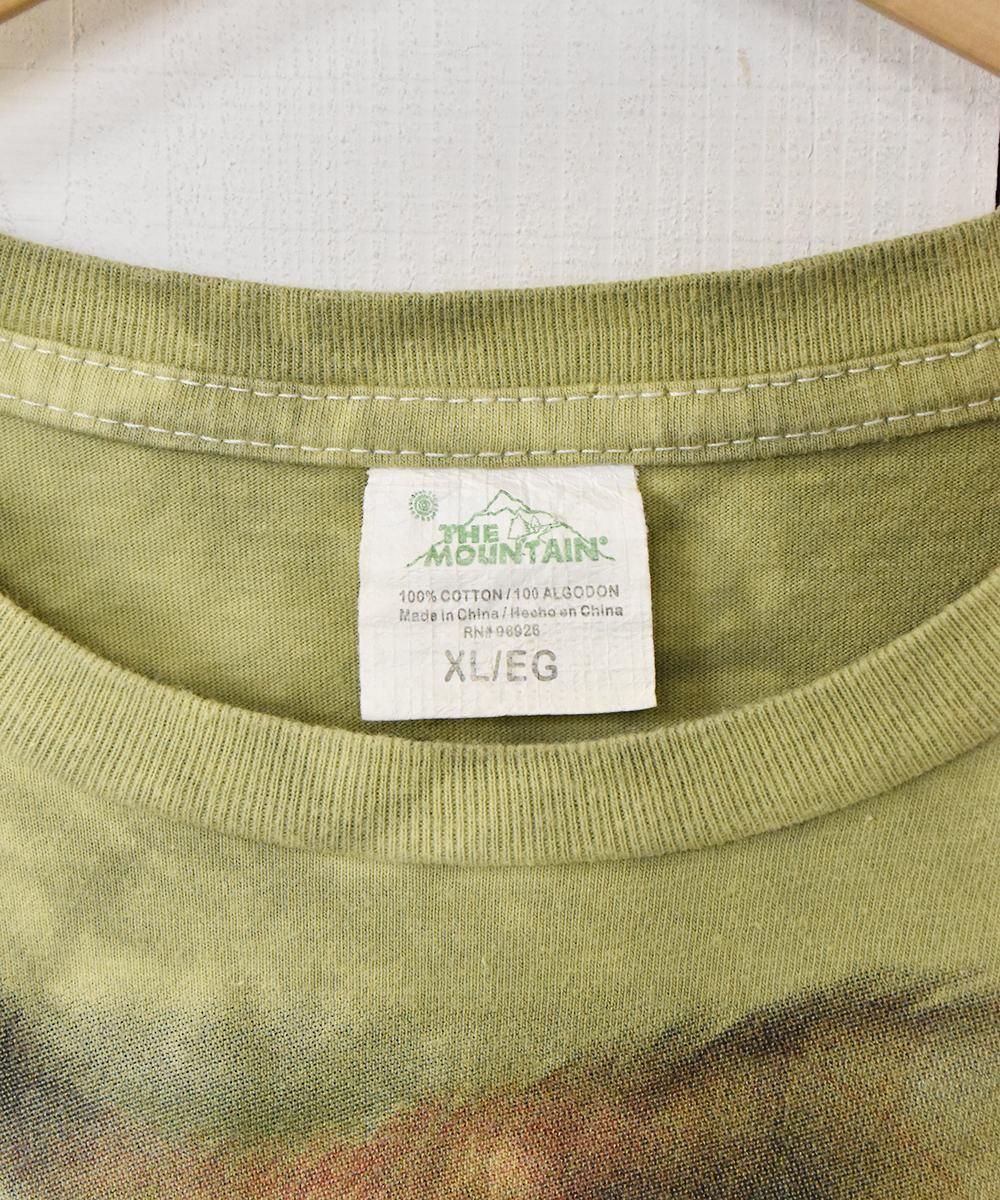 THE
MOUNTAIN®
100% COTTON / 100 ALGODON
Made in China / Hecho en China
RN# 96926
XL/EG